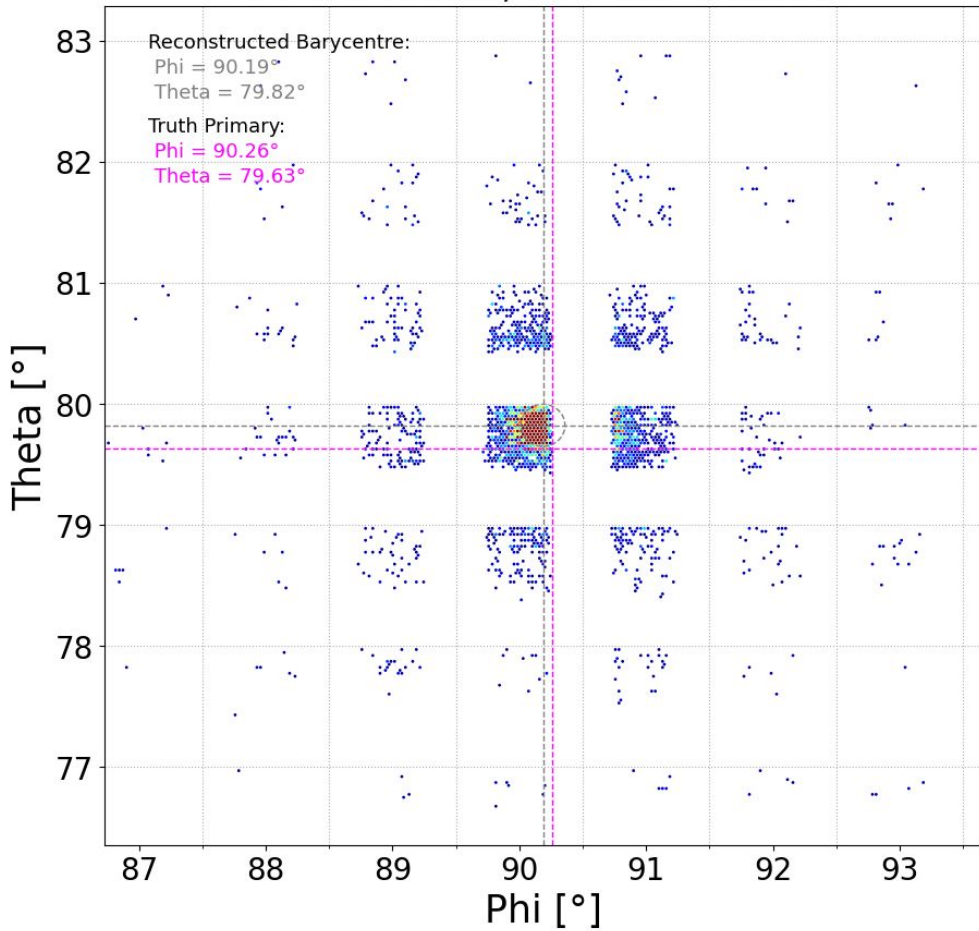 Reconstructed Barycentre:
Phi = 90.19°
Theta = 79.82°
Truth Primary:
Phi = 90.26°
Theta = 79.63°
83
82
81
80
79
78
77
Theta [°]
87 88 89 90 91 92 93
Phi [°]